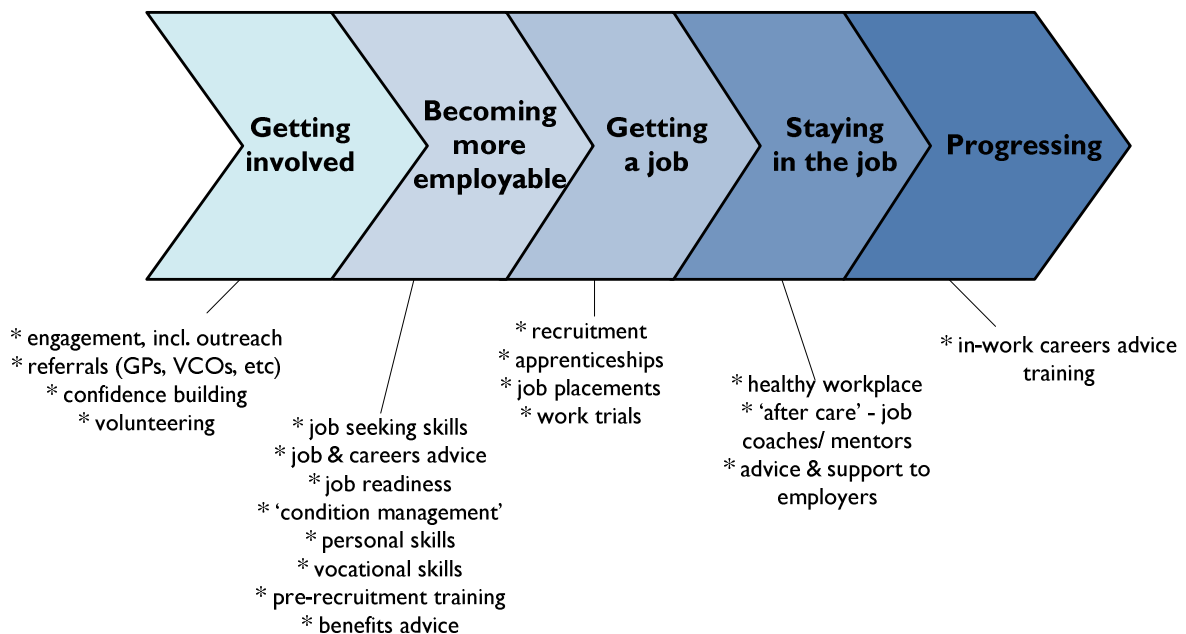 Getting
involved
Becoming
more
employable
Getting
a job
Staying
in the job
Progressing
* engagement, incl. outreach
* referrals (GPs, VCOs, etc)
* confidence building
* volunteering
* job seeking skills
* job & careers advice
* job readiness
* ‘condition management’
* personal skills
* vocational skills
* pre-recruitment training
* benefits advice
* recruitment
* apprenticeships
* job placements
* work trials
* healthy workplace
* ‘after care’ - job
coaches/ mentors
* advice & support to
employers
* in-work careers advice
training